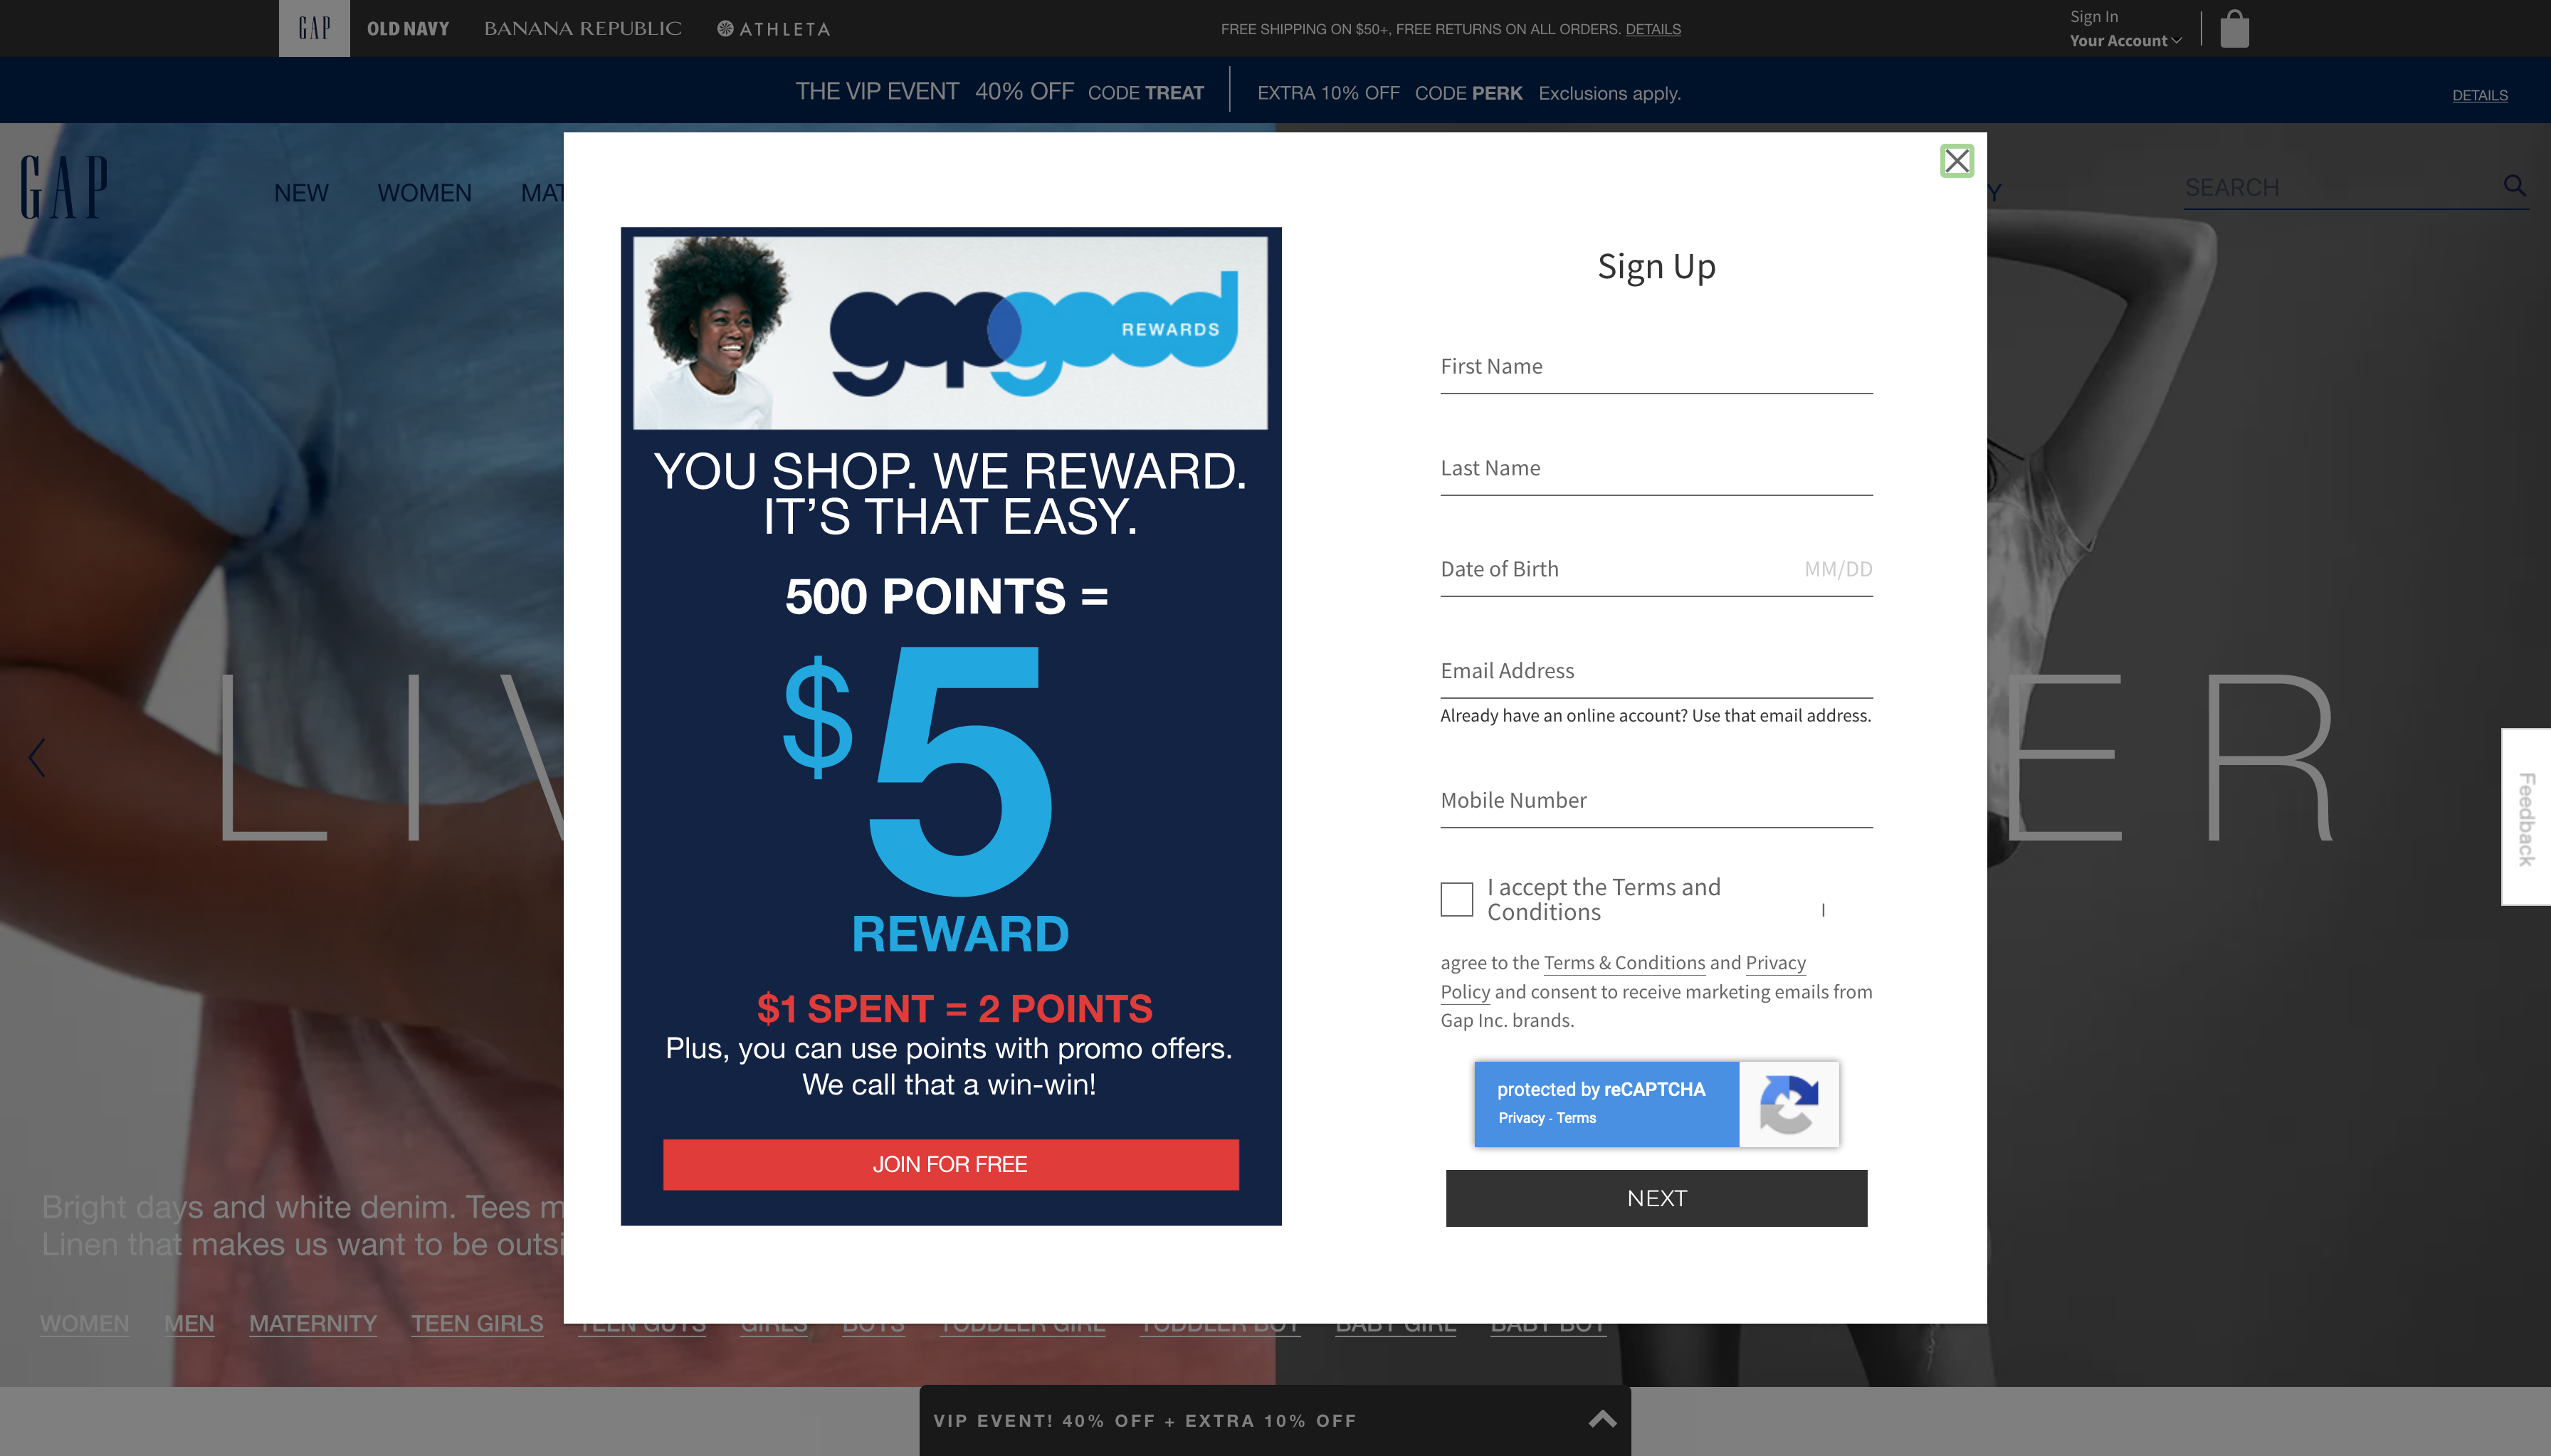 GAP
OLD NAVY
BANANA REPUBLIC
ATHLETA
FREE SHIPPING ON $50+, FREE RETURNS ON ALL ORDERS. DETAILS
Sign In
Your Account
THE VIP EVENT 40% OFF CODE TREAT
EXTRA 10% OFF CODE PERK Exclusions apply.
DETAILS
GAP
NEW
WOMEN
SEARCH
gapgood
REWARDS
YOU SHOP. WE REWARD.
IT'S THAT EASY.
500 POINTS =
$5
REWARD
$1 SPENT = 2 POINTS
Plus, you can use points with promo offers.
We call that a win-win!
JOIN FOR FREE
Sign Up
First Name
Last Name
Date of Birth MM/DD
Email Address
Already have an online account? Use that email address.
Mobile Number
I accept the Terms and
Conditions I
agree to the Terms & Conditions and Privacy
Policy and consent to receive marketing emails from
Gap Inc. brands.
protected by reCAPTCHA
Privacy - Terms
NEXT
Feedback
Bright days and white denim. Tees
Linen that makes us want to be
WOMEN
MEN
MATERNITY
TEEN GIRLS
TEEN GUYS
GIRLS
BOYS
TODDLER GIRL
TODDLER BOY
BABY GIRL
BABY BOY
VIP EVENT! 40% OFF + EXTRA 10% OFF